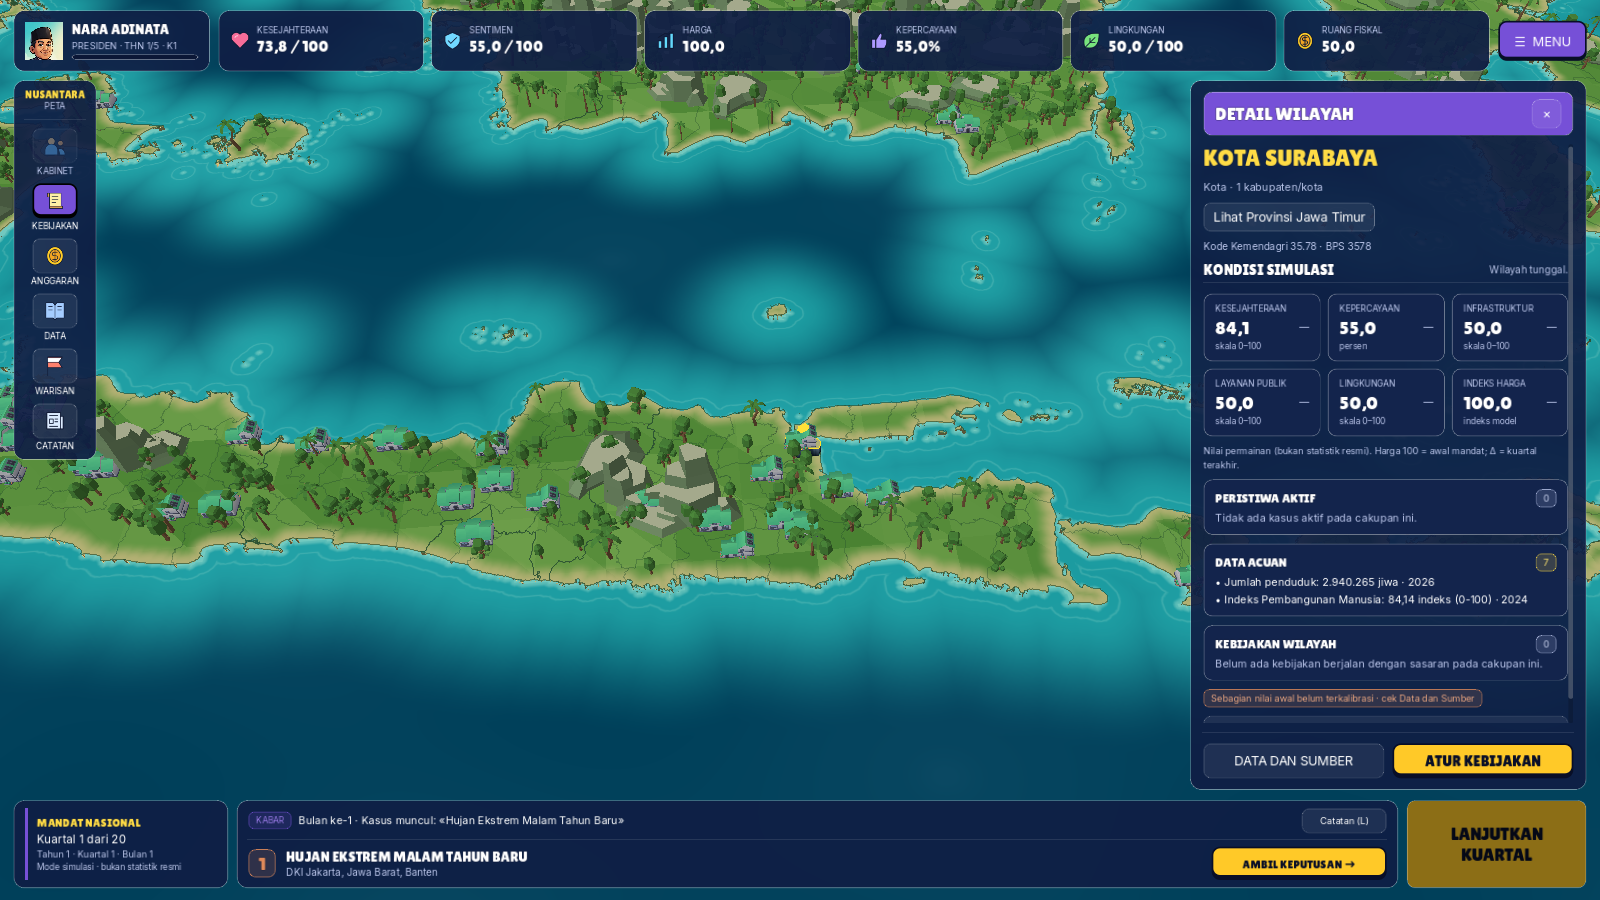 NARA ADINATA
PRESIDEN · THN 1/5 · K1
KESEJAHTERAAN
73,8 / 100
SENTIMEN
55,0 / 100
HARGA
100,0
KEPERCAYAAN
55,0%
LINGKUNGAN
50,0 / 100
RUANG FISKAL
50,0
☰ MENU
NUSANTARA
PETA
KABINET
KEBIJAKAN
ANGGARAN
DATA
WARISAN
CATATAN
DETAIL WILAYAH
×
KOTA SURABAYA
Kota · 1 kabupaten/kota
Lihat Provinsi Jawa Timur
Kode Kemendagri 35.78 · BPS 3578
KONDISI SIMULASI
Wilayah tunggal.
KESEJAHTERAAN
84,1 —
skala 0–100
KEPERCAYAAN
55,0 —
persen
INFRASTRUKTUR
50,0 —
skala 0–100
LAYANAN PUBLIK
50,0 —
skala 0–100
LINGKUNGAN
50,0 —
skala 0–100
INDEKS HARGA
100,0 —
indeks model
Nilai permainan (bukan statistik resmi). Harga 100 = awal mandat; Δ = kuartal
terakhir.
PERISTIWA AKTIF 0
Tidak ada kasus aktif pada cakupan ini.
DATA ACUAN 7
• Jumlah penduduk: 2.940.265 jiwa · 2026
• Indeks Pembangunan Manusia: 84,14 indeks (0-100) · 2024
KEBIJAKAN WILAYAH 0
Belum ada kebijakan berjalan dengan sasaran pada cakupan ini.
Sebagian nilai awal belum terkalibrasi · cek Data dan Sumber
DATA DAN SUMBER
ATUR KEBIJAKAN
MANDAT NASIONAL
Kuartal 1 dari 20
Tahun 1 · Kuartal 1 · Bulan 1
Mode simulasi · bukan statistik resmi
KABAR Bulan ke-1 · Kasus muncul: «Hujan Ekstrem Malam Tahun Baru»
Catatan (L)
1 HUJAN EKSTREM MALAM TAHUN BARU
DKI Jakarta, Jawa Barat, Banten
AMBIL KEPUTUSAN →
LANJUTKAN
KUARTAL